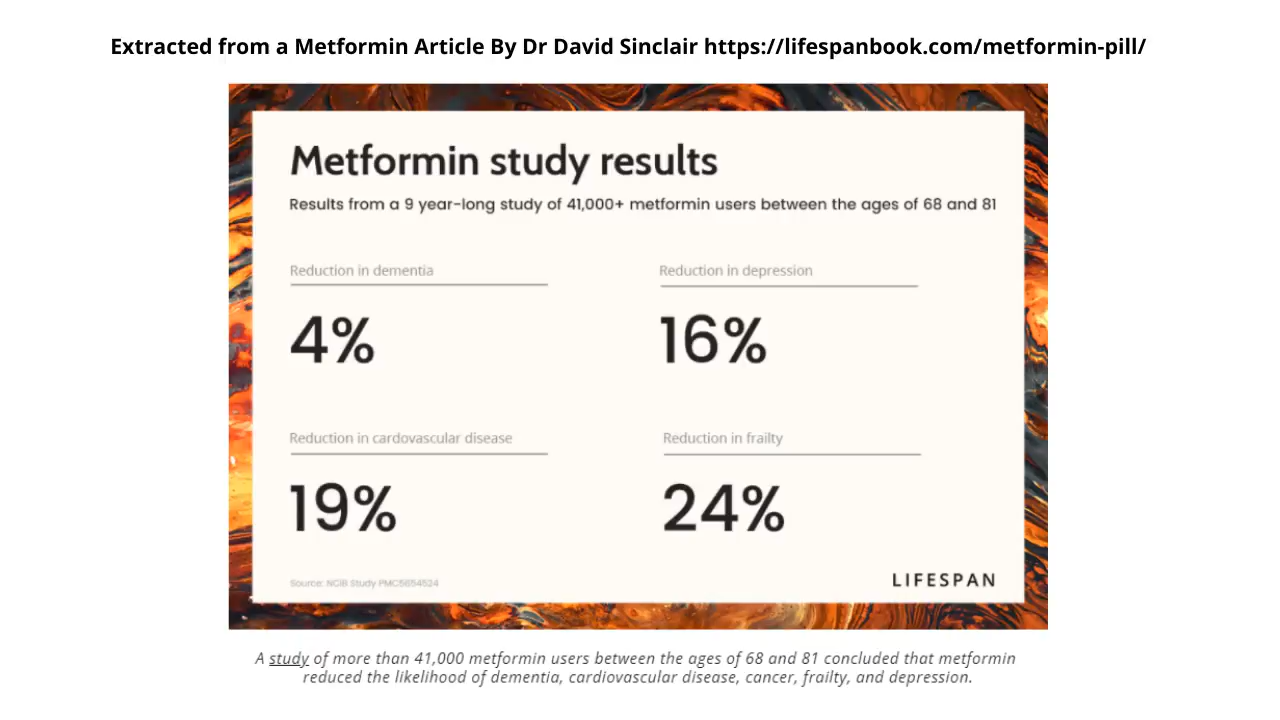 Extracted from a Metformin Article By Dr David Sinclair https://lifespanbook.com/metformin-pill/
Metformin study results
Results from a 9 year-long study of 41,000+ metformin users between the ages of 68 and 81
Reduction in dementia
4%
Reduction in depression
16%
Reduction in cardovascular disease
19%
Reduction in frailty
24%
Source: NCIB Study PMC5654524
LIFESPAN
A study of more than 41,000 metformin users between the ages of 68 and 81 concluded that metformin
reduced the likelihood of dementia, cardiovascular disease, cancer, frailty, and depression.